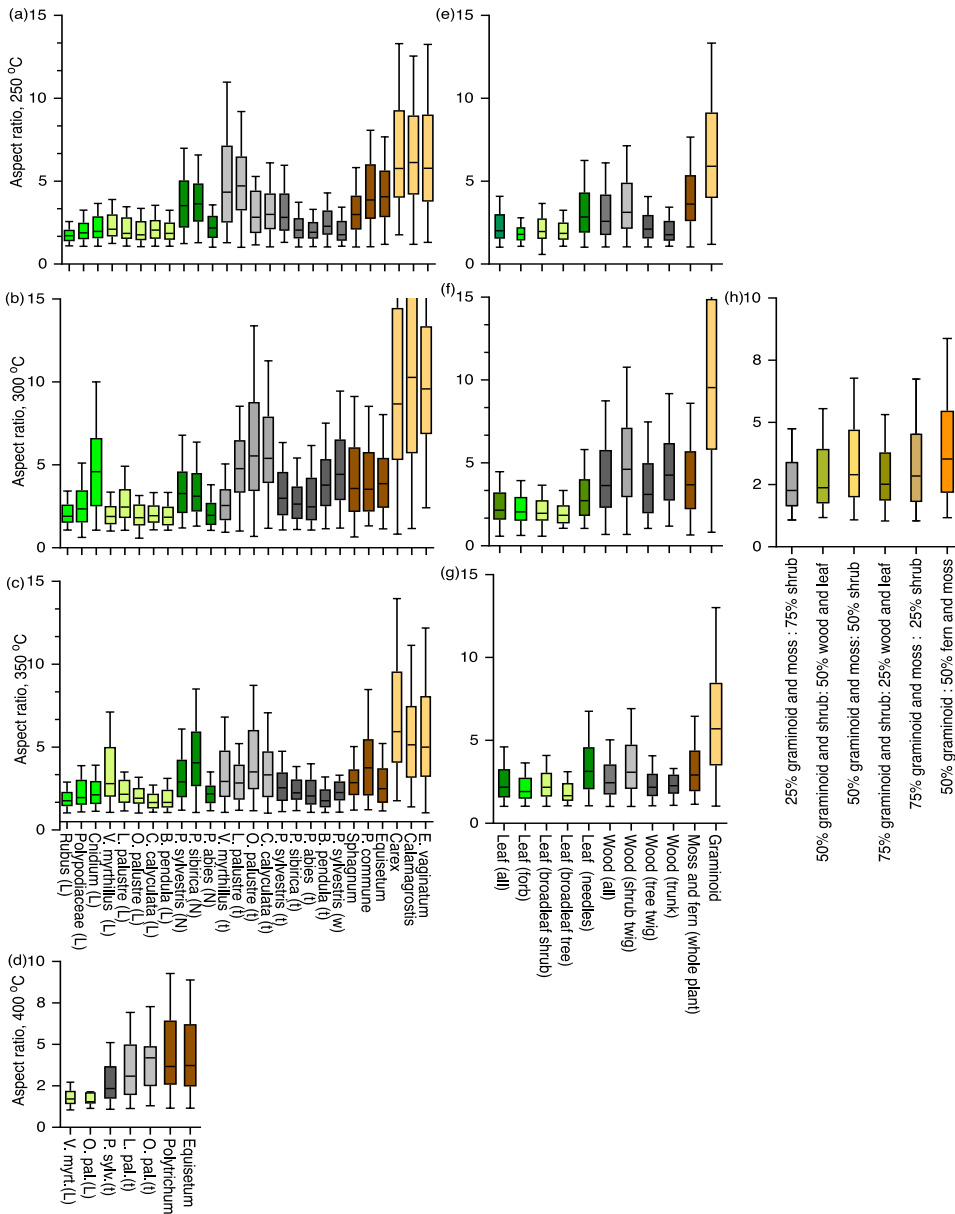 (a)
15
10
5
0
Aspect ratio, 250 °C
(e)
15
10
5
0
(b)
15
10
5
0
Aspect ratio, 300 °C
(f)
15
10
5
0
(h)
10
8
5
2
0
25% graminoid and moss : 75% shrub
50% graminoid and shrub: 50% wood and leaf
50% graminoid and moss: 50% shrub
75% graminoid and shrub: 25% wood and leaf
75% graminoid and moss : 25% shrub
50% graminoid : 50% fern and moss
(c)
15
10
5
0
Aspect ratio, 350 °C
Rubus (L)
Polypodiaceae (L)
Cnidium (L)
V. myrthillus (L)
L. palustre (L)
O. palustre (L)
C. calyculata (L)
B. pendula (L)
P. sylvestris (N)
P. sibirica (N)
P. abies (N)
V. myrthillus (t)
L. palustre (t)
O. palustre (t)
C. calyculata (t)
P. sylvestris (t)
P. sibirica (t)
P. abies (t)
B. pendula (t)
P. sylvestris (w)
Sphagnum
P. commune
Equisetum
Carex
Calamagrostis
E. vaginatum
(g)
15
10
5
0
Leaf (all)
Leaf (forb)
Leaf (broadleaf shrub)
Leaf (broadleaf tree)
Leaf (needles)
Wood (all)
Wood (shrub twig)
Wood (tree twig)
Wood (trunk)
Moss and fern (whole plant)
Graminoid
(d)
10
8
5
2
0
Aspect ratio, 400 °C
V. myrt.(L)
O. pal.(L)
P. sylv.(t)
L. pal.(t)
O. pal.(t)
Polytrichum
Equisetum